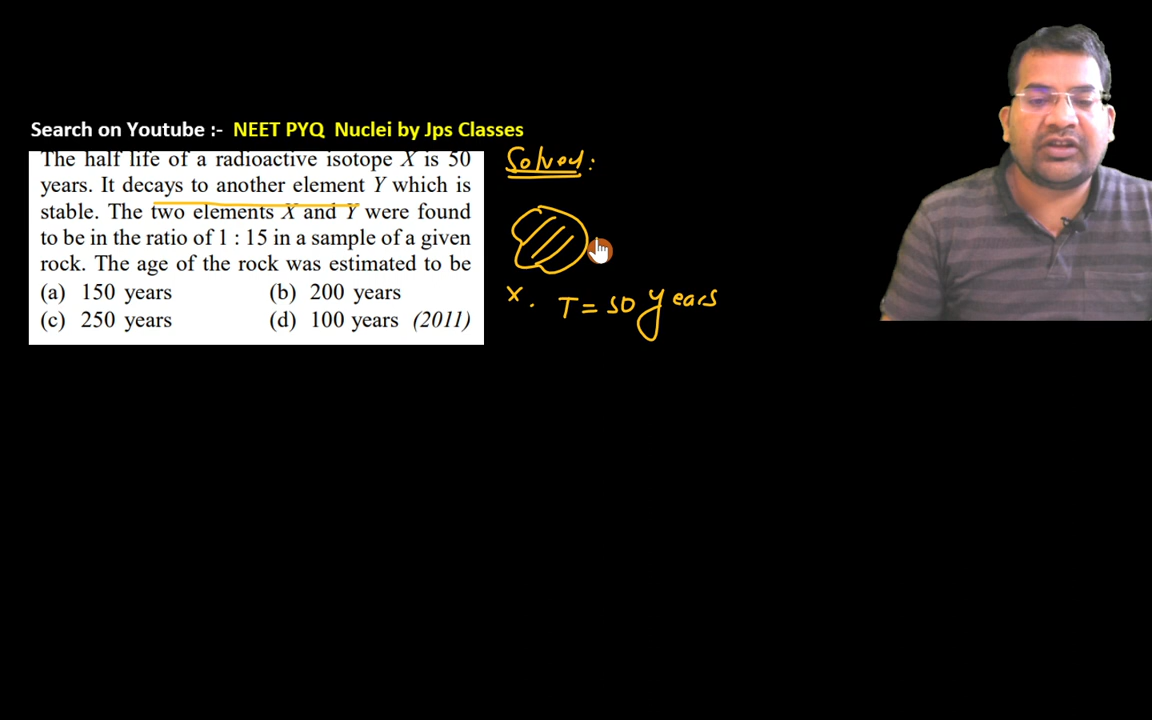 Search on Youtube :- NEET PYQ Nuclei by Jps Classes
The half life of a radioactive isotope X is 50
years. It decays to another element Y which is
stable. The two elements X and Y were found
to be in the ratio of 1 : 15 in a sample of a given
rock. The age of the rock was estimated to be
(a) 150 years (b) 200 years
(c) 250 years (d) 100 years (2011)
Solved:
X. T = 50 years